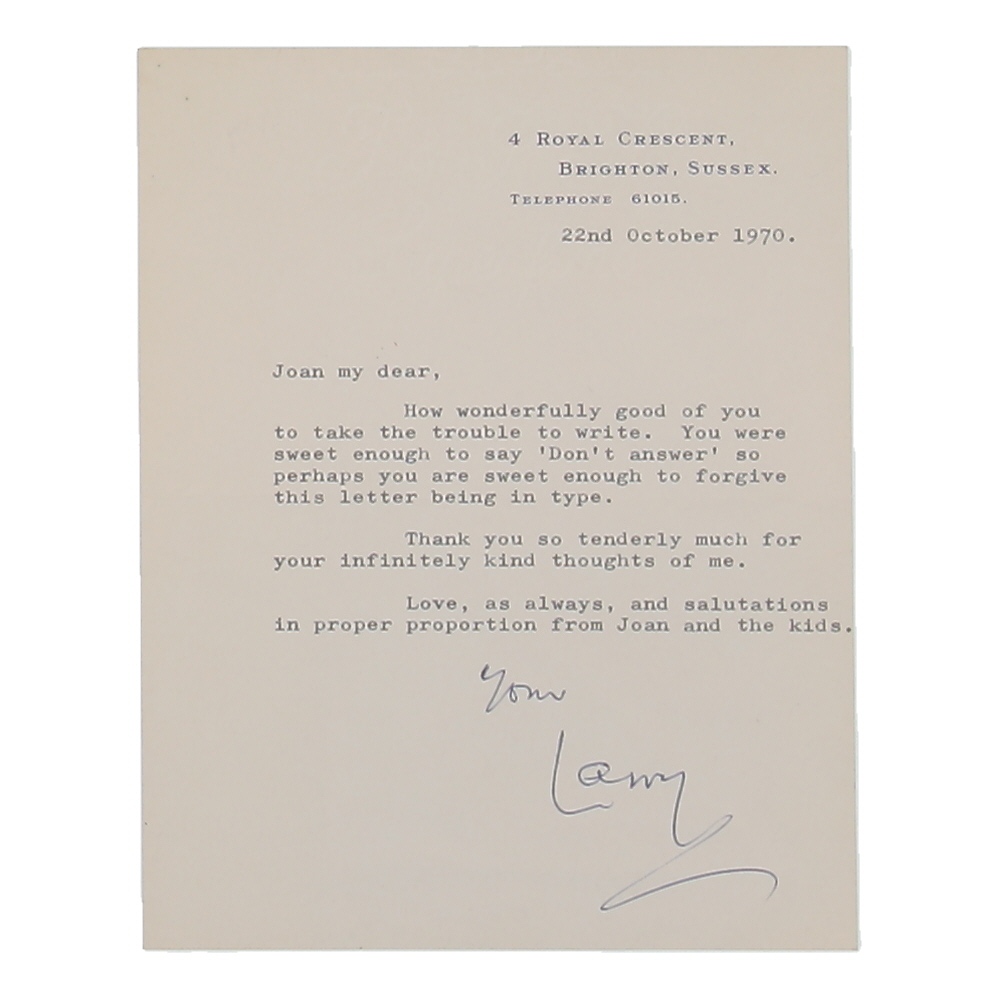 4 Royal Crescent,
Brighton, Sussex.
Telephone 61015.
22nd October 1970.
Joan my dear,
How wonderfully good of you
to take the trouble to write. You were
sweet enough to say 'Don't answer' so
perhaps you are sweet enough to forgive
this letter being in type.
Thank you so tenderly much for
your infinitely kind thoughts of me.
Love, as always, and salutations
in proper proportion from Joan and the kids.
Your
Larry